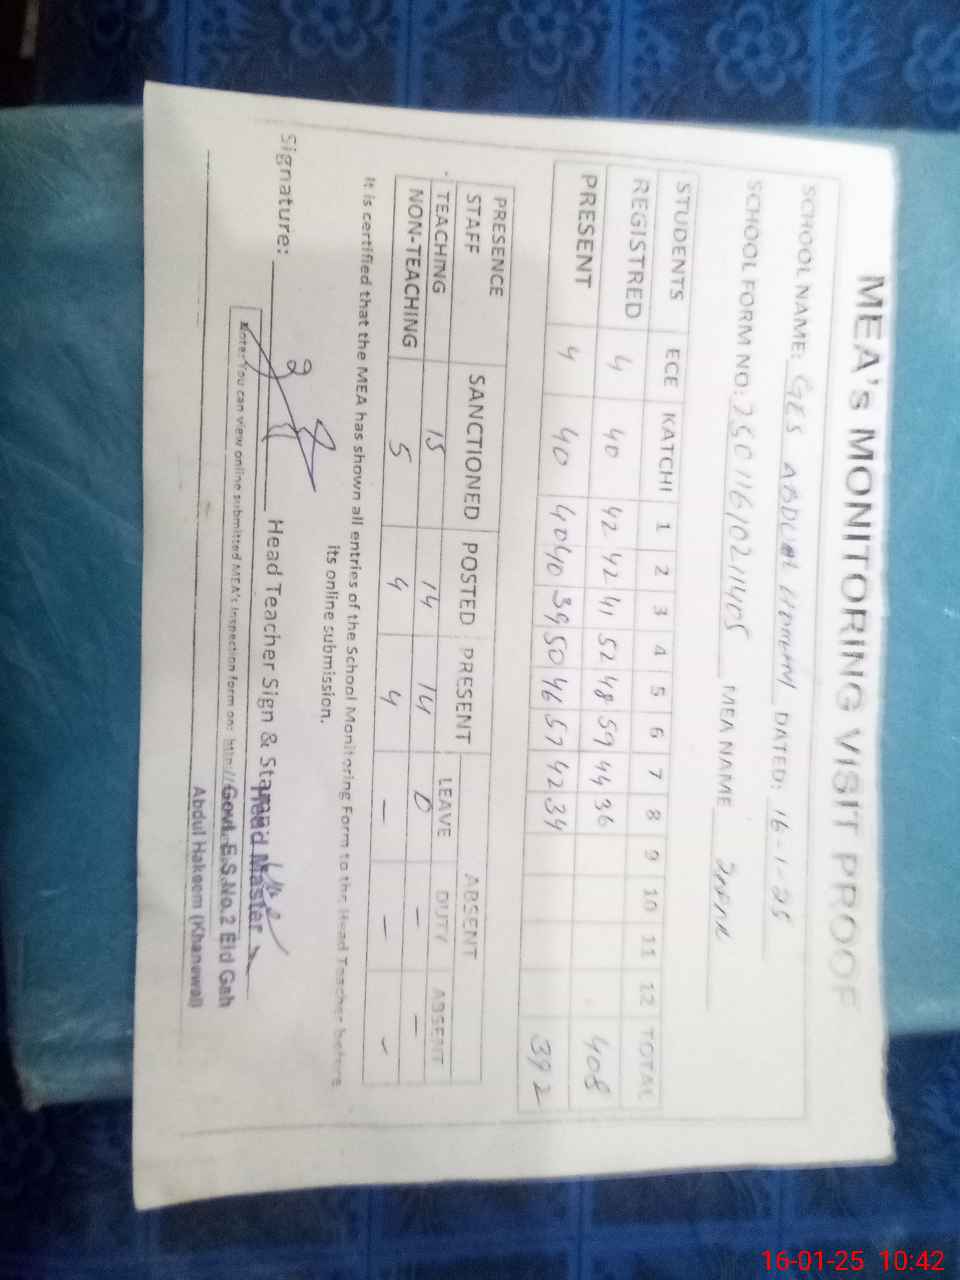 MEA's MONITORING VISIT PROOF
SCHOOL NAME: GES ABDUL DATED: 16-1-25
SCHOOL FORM NO: MEA NAME
STUDENTS ECE KATCHI 1 2 3 4 5 6 7 8 9 10 11 12 TOTAL
REGISTRED 4 40 42 42 41 52 48 59 44 36 408
PRESENT 4 40 40 40 39 50 46 57 42 34 392
PRESENCE STAFF SANCTIONED POSTED PRESENT ABSENT
LEAVE DUTY ABSENT
TEACHING 15 14 14 0 - -
NON-TEACHING 5 4 4 - -
It is certified that the MEA has shown all entries of the School Monitoring Form to the Head Teacher before
its online submission.
Signature: Head Teacher Sign & Stamp:
Head Master
Note: You can view online submitted MEA's Inspection form on: http://
Govt. E.S.No.2 Eid Gah
Abdul Hakeem (Khanewal)
16-01-25 10:42